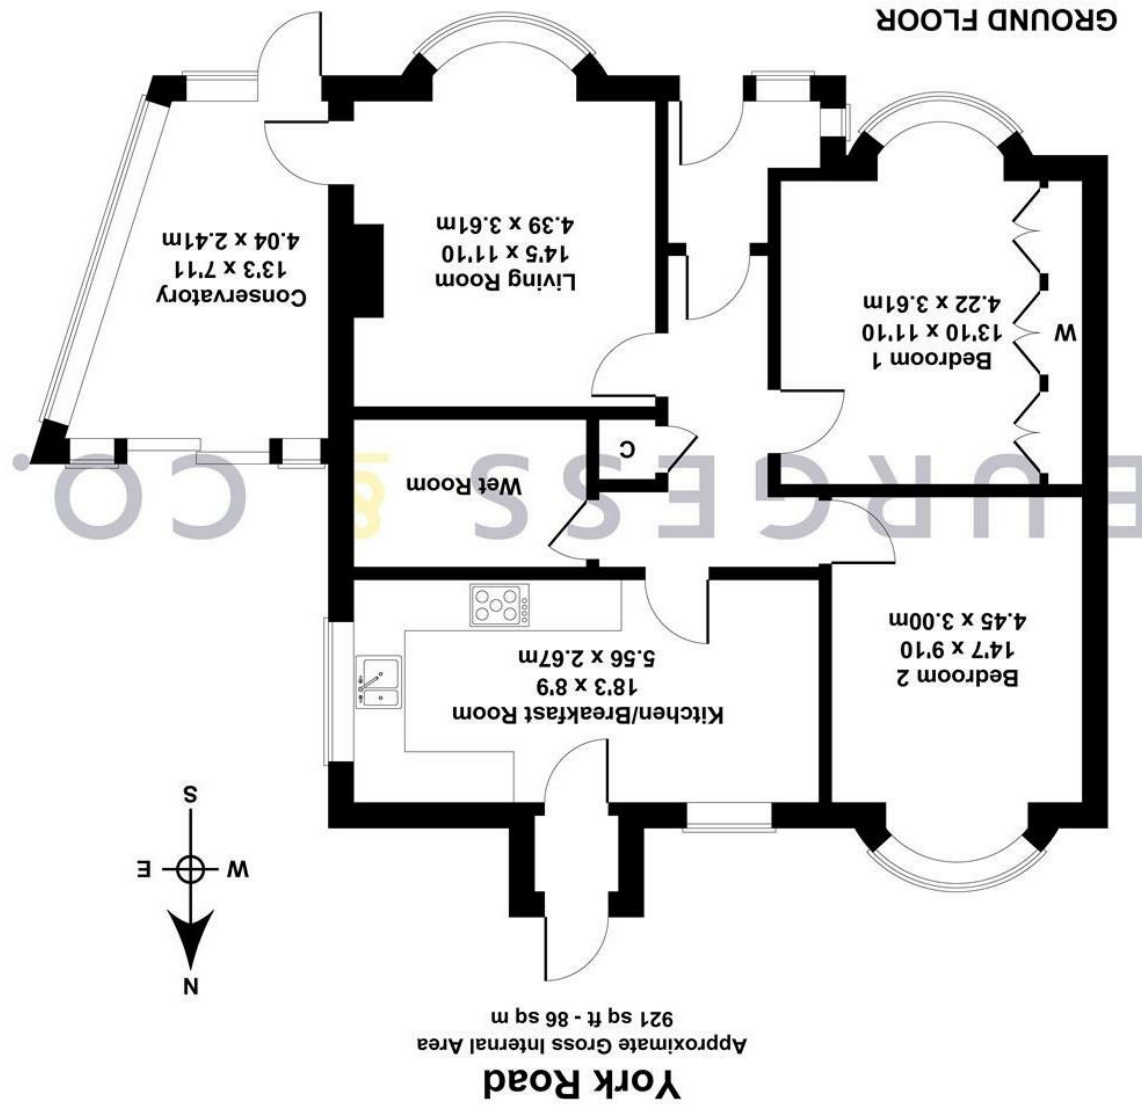 York Road
Approximate Gross Internal Area
921 sq ft - 86 sq m
N
W
E
S
Bedroom 2
14'7 x 9'10
4.45 x 3.00m
Kitchen/Breakfast Room
18'3 x 8'9
5.56 x 2.67m
Wet Room
C
BURGESS & CO.
W
Bedroom 1
13'10 x 11'10
4.22 x 3.61m
Living Room
14'5 x 11'10
4.39 x 3.61m
Conservatory
13'3 x 7'11
4.04 x 2.41m
GROUND FLOOR